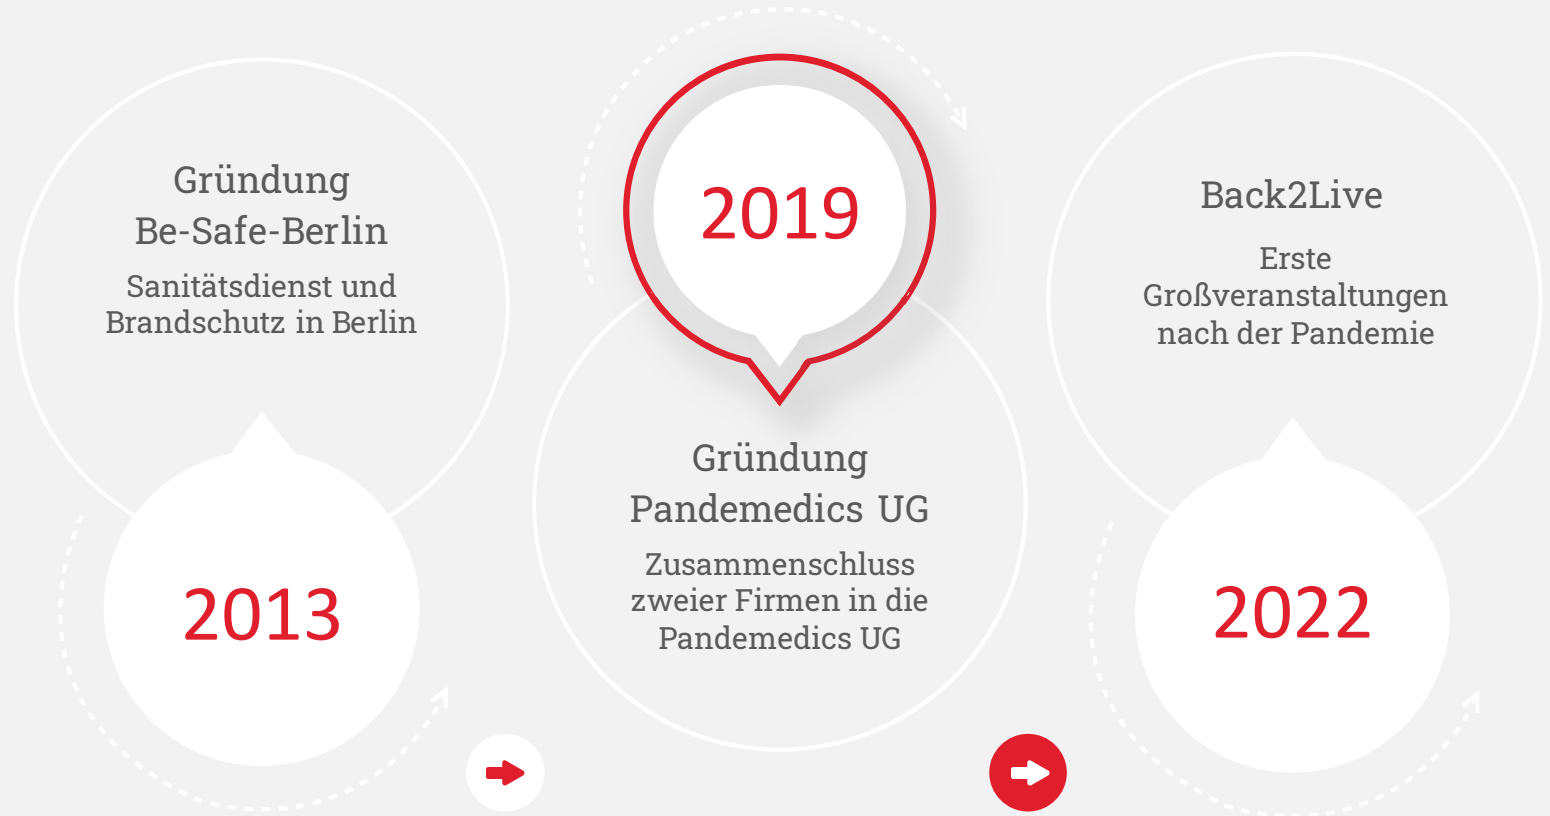 Gründung
Be-Safe-Berlin
Sanitätsdienst und
Brandschutz in Berlin
2013
2019
Gründung
Pandemedics UG
Zusammenschluss
zweier Firmen in die
Pandemedics UG
Back2Live
Erste
Großveranstaltungen
nach der Pandemie
2022